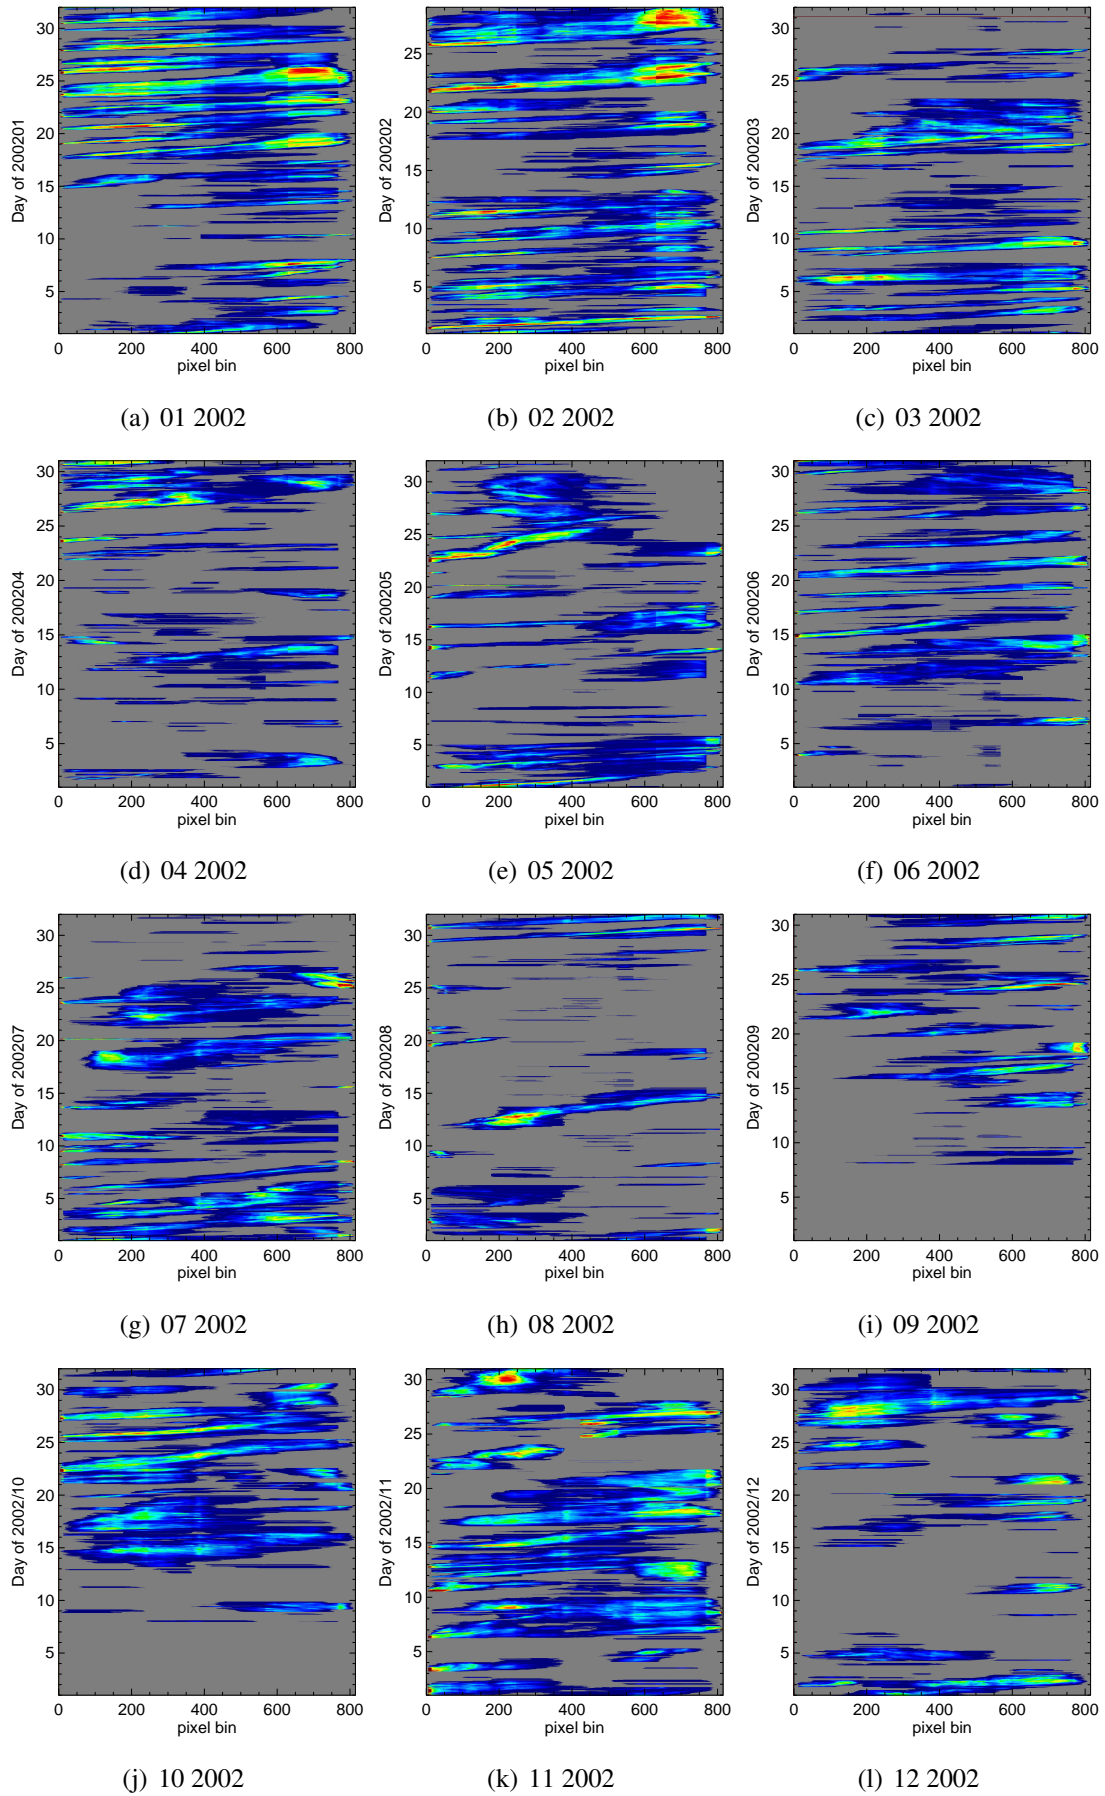 30
25
20
15
10
5
Day of 200201
0 200 400 600 800
pixel bin
(a) 01 2002
30
25
20
15
10
5
Day of 200202
0 200 400 600 800
pixel bin
(b) 02 2002
30
25
20
15
10
5
Day of 200203
0 200 400 600 800
pixel bin
(c) 03 2002
30
25
20
15
10
5
Day of 200204
0 200 400 600 800
pixel bin
(d) 04 2002
30
25
20
15
10
5
Day of 200205
0 200 400 600 800
pixel bin
(e) 05 2002
30
25
20
15
10
5
Day of 200206
0 200 400 600 800
pixel bin
(f) 06 2002
30
25
20
15
10
5
Day of 200207
0 200 400 600 800
pixel bin
(g) 07 2002
30
25
20
15
10
5
Day of 200208
0 200 400 600 800
pixel bin
(h) 08 2002
30
25
20
15
10
5
Day of 200209
0 200 400 600 800
pixel bin
(i) 09 2002
30
25
20
15
10
5
Day of 2002/10
0 200 400 600 800
pixel bin
(j) 10 2002
30
25
20
15
10
5
Day of 2002/11
0 200 400 600 800
pixel bin
(k) 11 2002
30
25
20
15
10
5
Day of 2002/12
0 200 400 600 800
pixel bin
(l) 12 2002